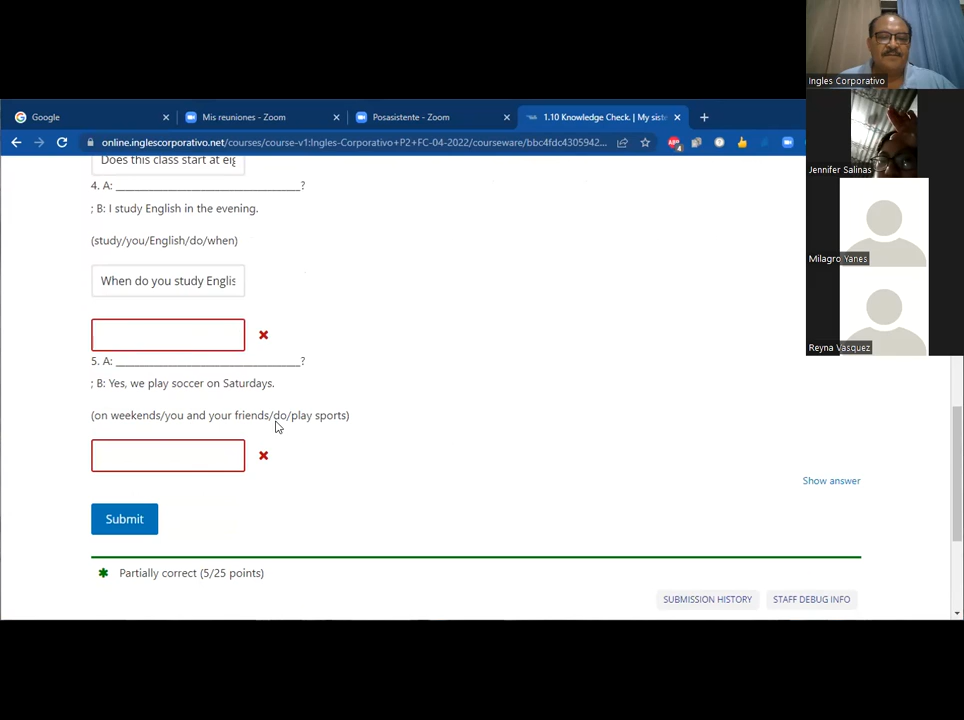 Google
Mis reuniones - Zoom
Posasistente - Zoom
1.10 Knowledge Check. | My siste
online.inglescorporativo.net/courses/course-v1:Ingles-Corporativo+P2+FC-04-2022/courseware/bbc4fdc4305942...
Does this class start at eig
4. A: ________________________________?
; B: I study English in the evening.
(study/you/English/do/when)
When do you study Englis
5. A: ________________________________?
; B: Yes, we play soccer on Saturdays.
(on weekends/you and your friends/do/play sports)
Show answer
Submit
Partially correct (5/25 points)
SUBMISSION HISTORY
STAFF DEBUG INFO
Ingles Corporativo
Jennifer Salinas
Milagro Yanes
Reyna Vasquez